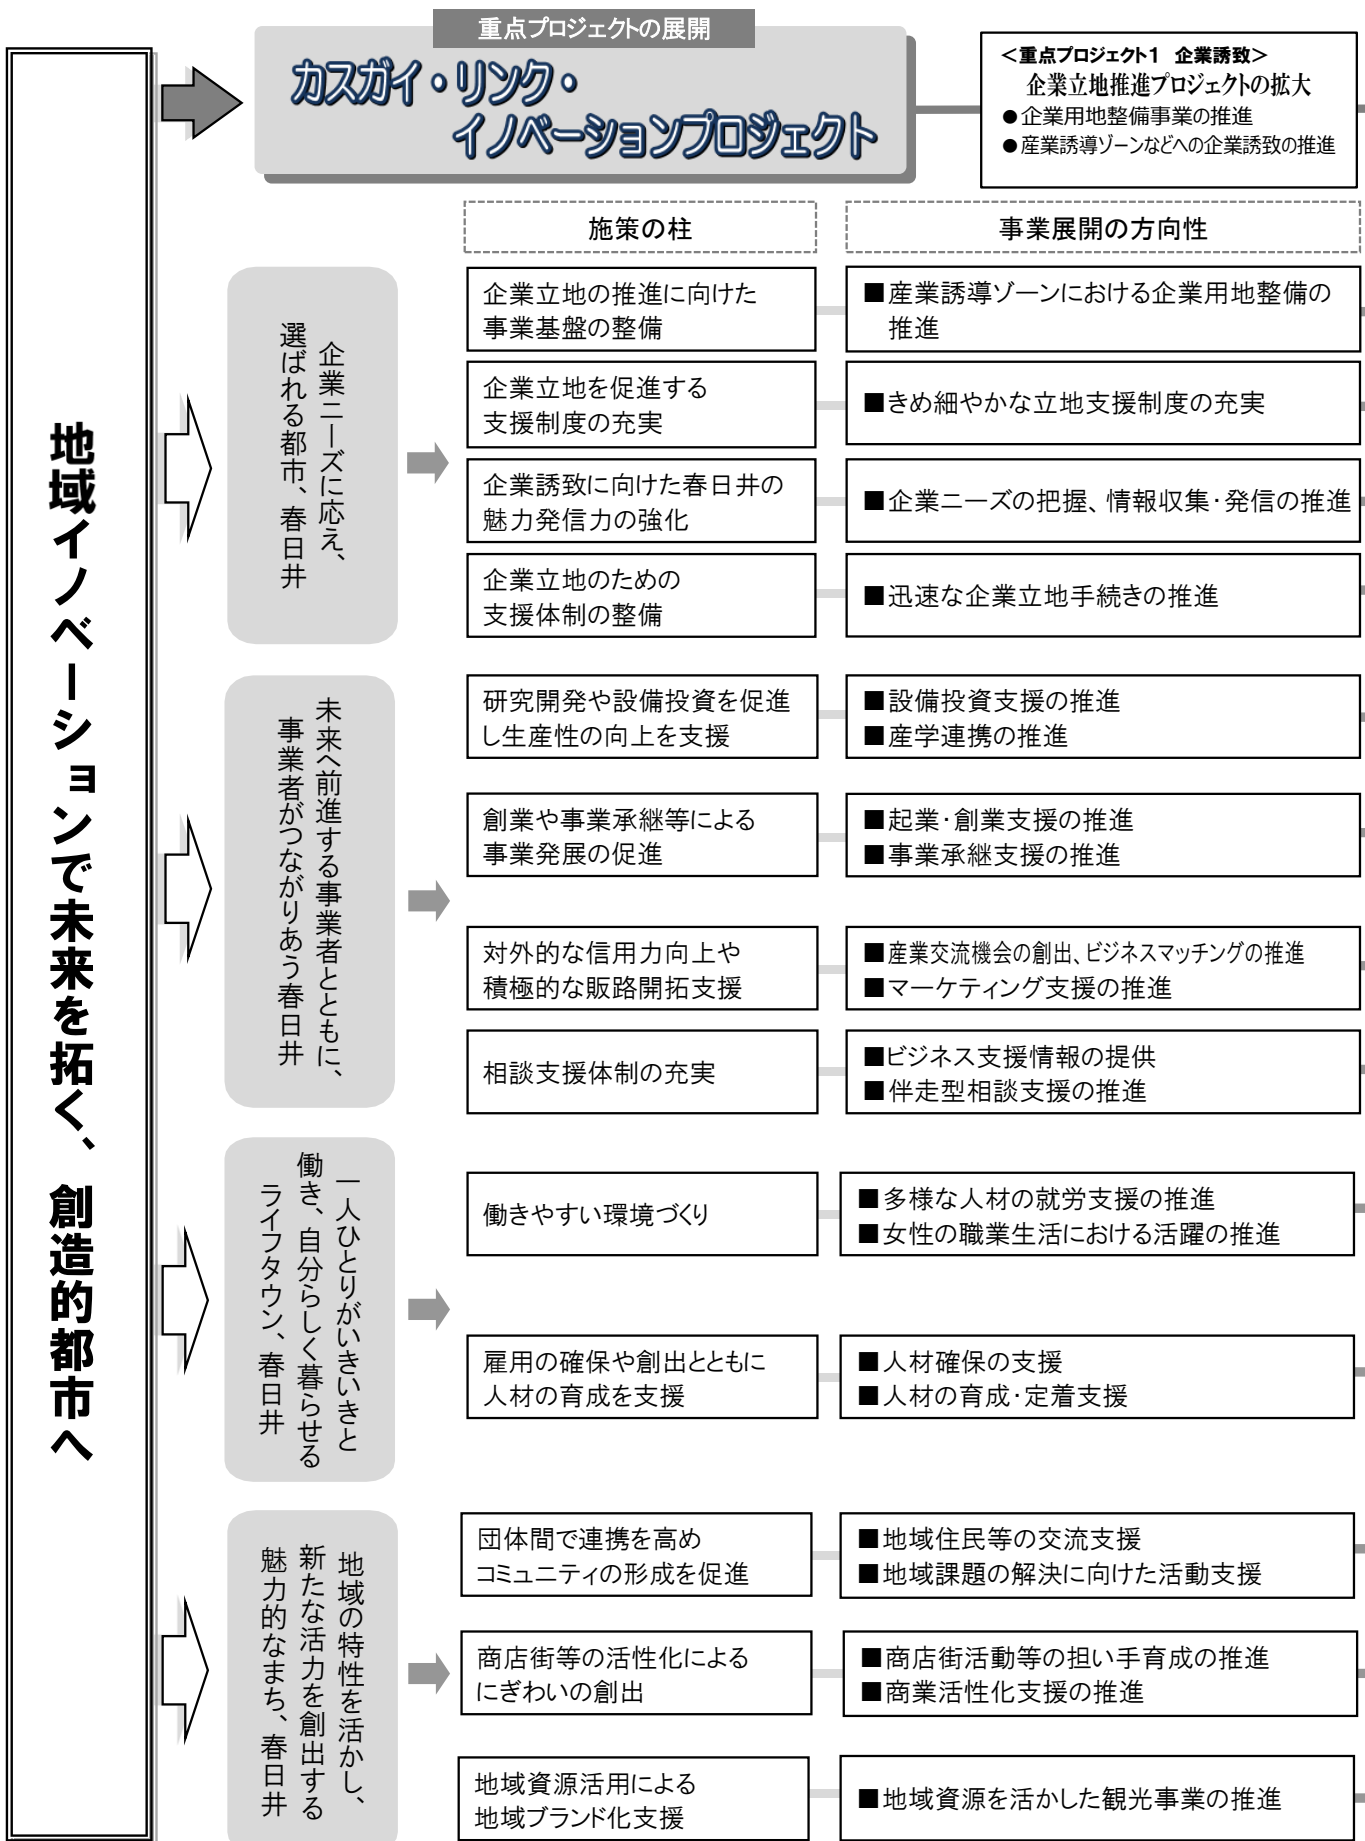 地域イノベーションで未来を拓く、創造的都市へ
重点プロジェクトの展開
カスガイ・リンク・
イノベーションプロジェクト
＜重点プロジェクト1 企業誘致＞
企業立地推進プロジェクトの拡大
●企業用地整備事業の推進
●産業誘導ゾーンなどへの企業誘致の推進
施策の柱
事業展開の方向性
企業ニーズに応え、
選ばれる都市、春日井
企業立地の推進に向けた
事業基盤の整備
■産業誘導ゾーンにおける企業用地整備の
推進
企業立地を促進する
支援制度の充実
■きめ細やかな立地支援制度の充実
企業誘致に向けた春日井の
魅力発信力の強化
■企業ニーズの把握、情報収集・発信の推進
企業立地のための
支援体制の整備
■迅速な企業立地手続きの推進
未来へ前進する事業者とともに、
事業者がつながりあう春日井
研究開発や設備投資を促進
し生産性の向上を支援
■設備投資支援の推進
■産学連携の推進
創業や事業承継等による
事業発展の促進
■起業・創業支援の推進
■事業承継支援の推進
対外的な信用力向上や
積極的な販路開拓支援
■産業交流機会の創出、ビジネスマッチングの推進
■マーケティング支援の推進
相談支援体制の充実
■ビジネス支援情報の提供
■伴走型相談支援の推進
一人ひとりがいきいきと
働き、自分らしく暮らせる
ライフタウン、春日井
働きやすい環境づくり
■多様な人材の就労支援の推進
■女性の職業生活における活躍の推進
雇用の確保や創出とともに
人材の育成を支援
■人材確保の支援
■人材の育成・定着支援
地域の特性を活かし、
新たな活力を創出する
魅力的なまち、春日井
団体間で連携を高め
コミュニティの形成を促進
■地域住民等の交流支援
■地域課題の解決に向けた活動支援
商店街等の活性化による
にぎわいの創出
■商店街活動等の担い手育成の推進
■商業活性化支援の推進
地域資源活用による
地域ブランド化支援
■地域資源を活かした観光事業の推進